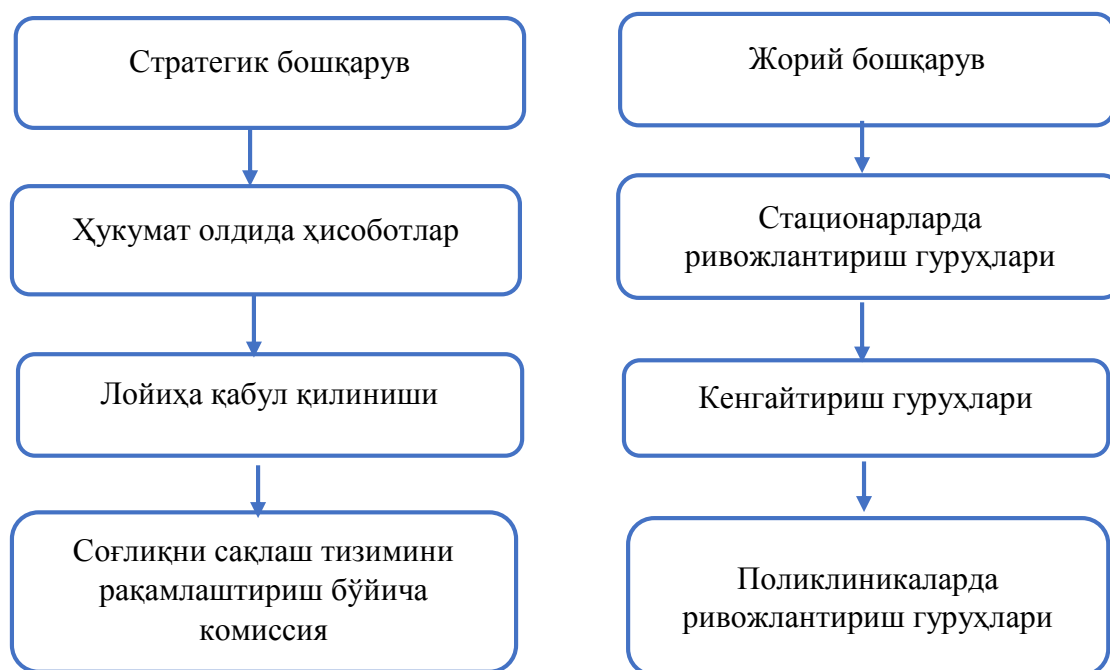 Стратегик бошқарув
Ҳукумат олдида ҳисоботлар
Лойиҳа қабул қилиниши
Соғлиқни сақлаш тизимини
рақамлаштириш бўйича
комиссия
Жорий бошқарув
Стационарларда
ривожлантириш гуруҳлари
Кенгайтириш гуруҳлари
Поликлиникаларда
ривожлантириш гуруҳлари